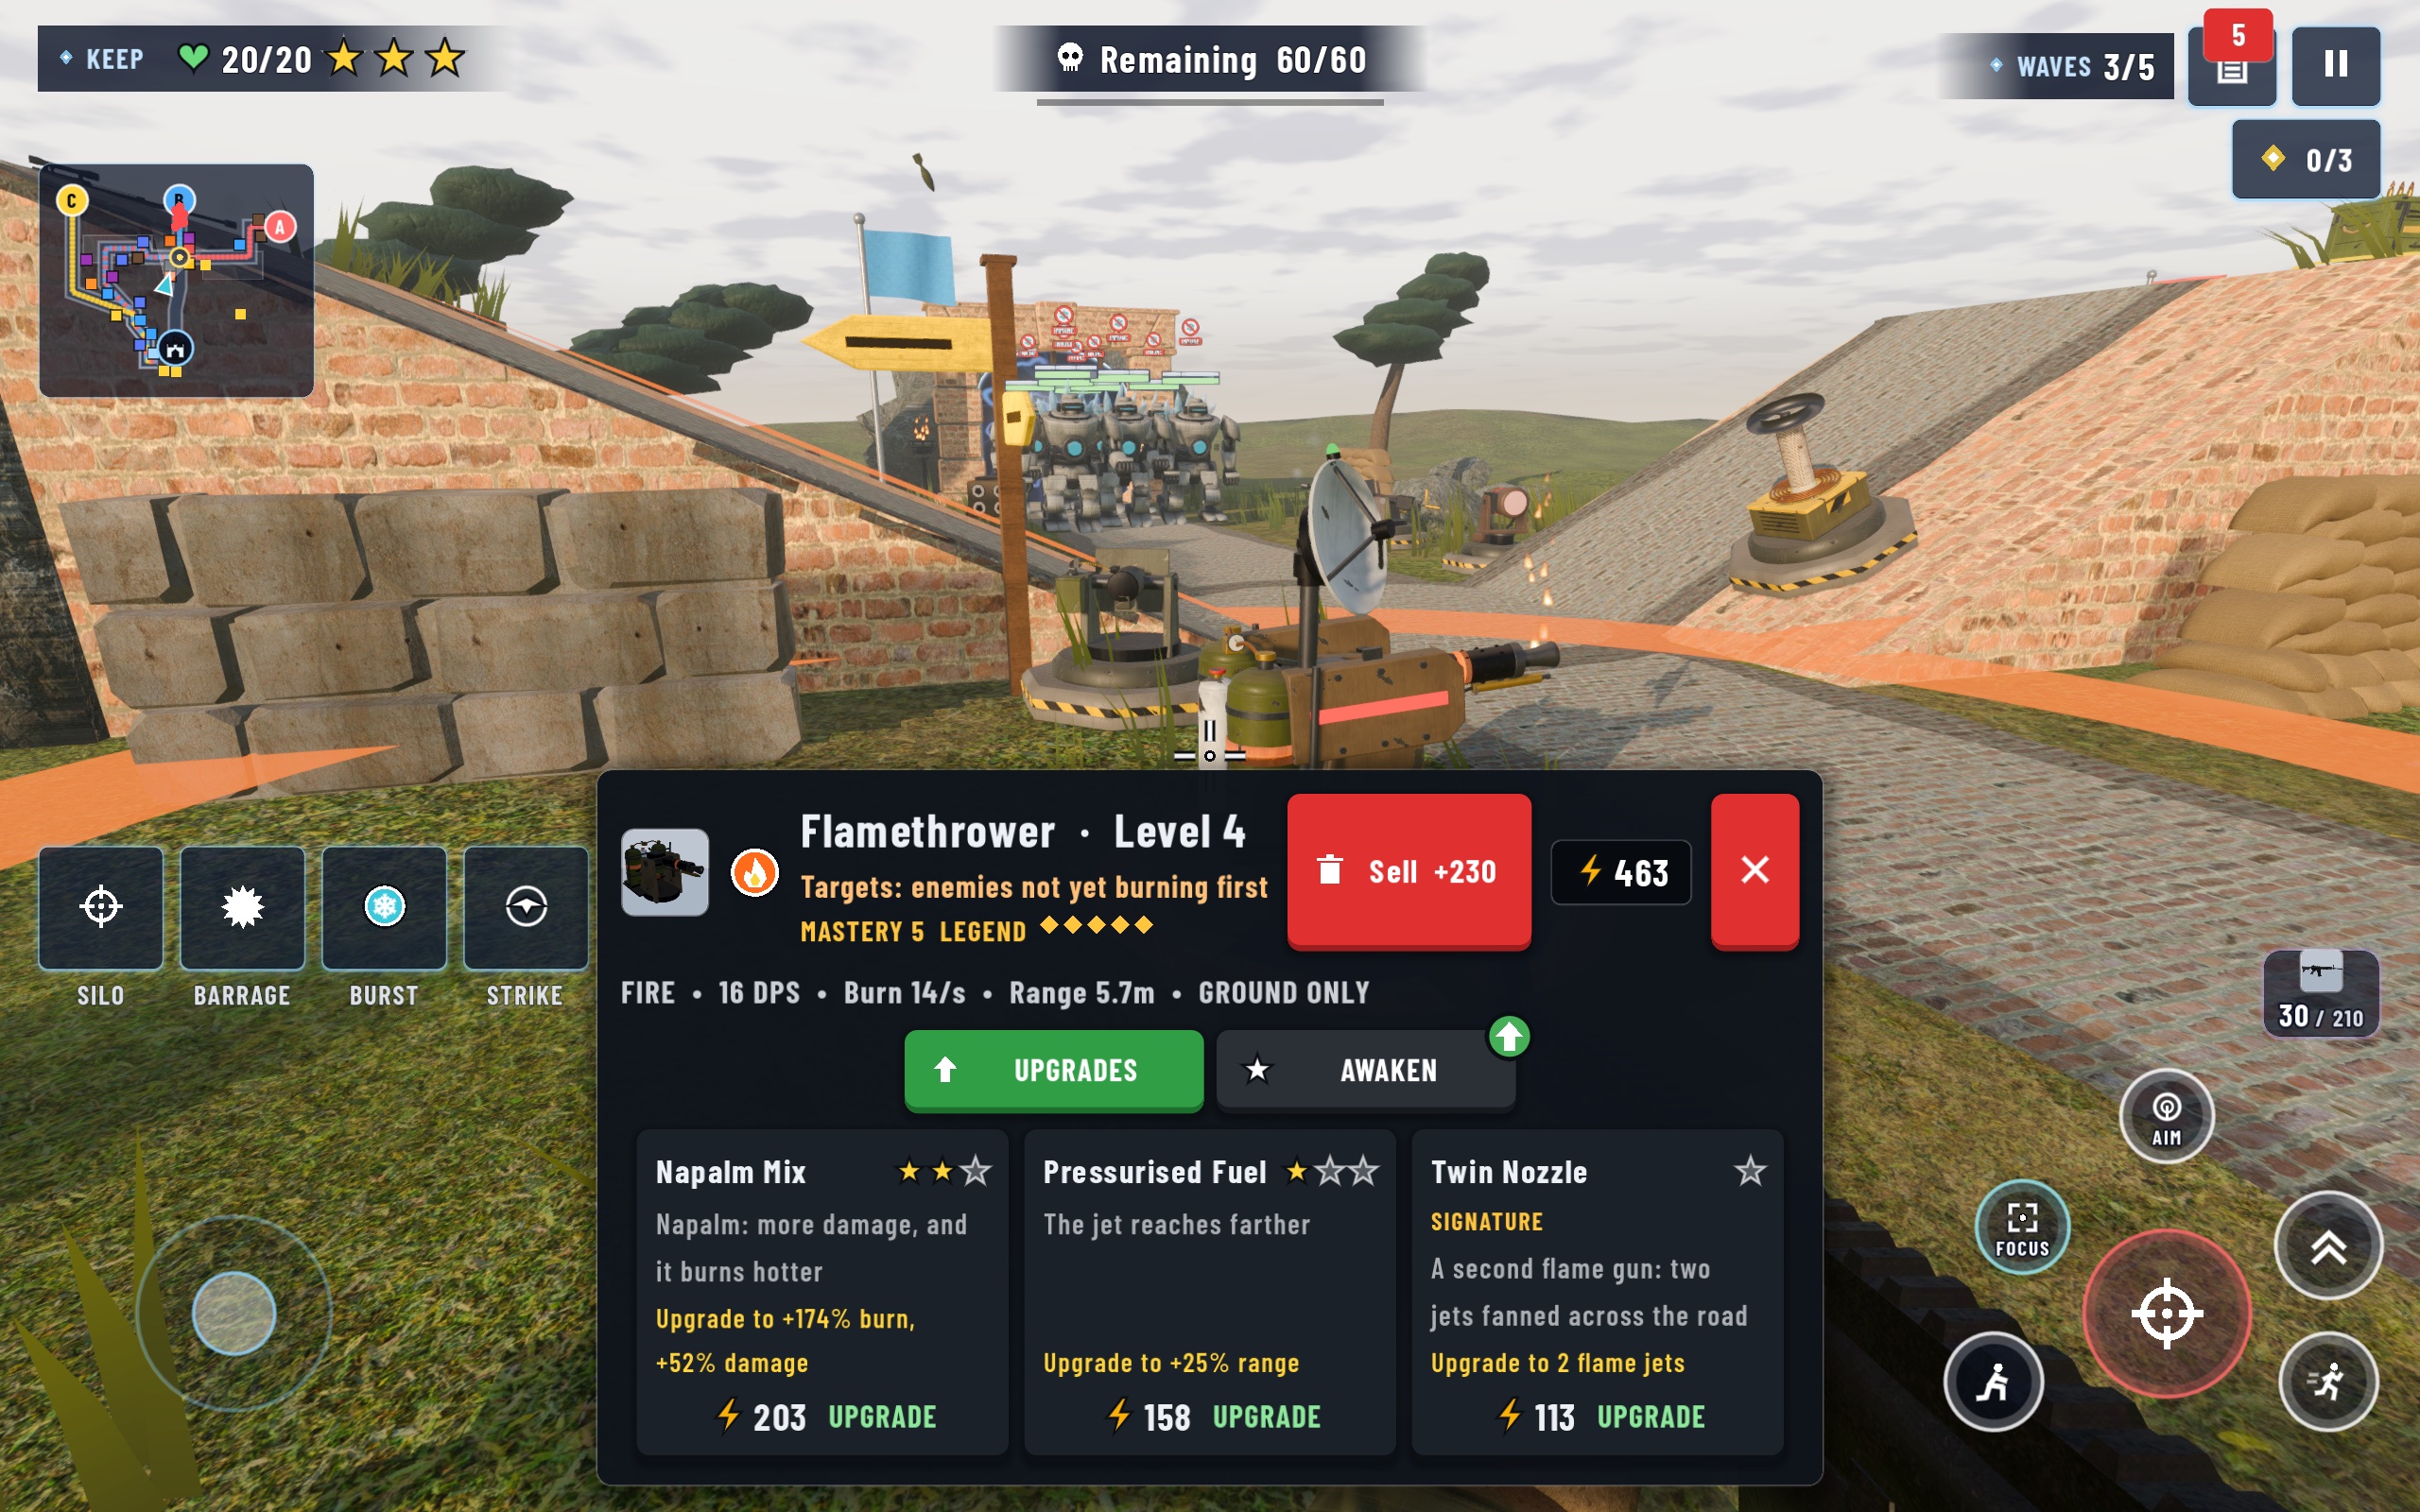 KEEP 20/20
Remaining 60/60
WAVES 3/5
5
0/3
C
B
A
Flamethrower · Level 4
Targets: enemies not yet burning first
MASTERY 5 LEGEND
Sell +230
463
FIRE • 16 DPS • Burn 14/s • Range 5.7m • GROUND ONLY
UPGRADES
AWAKEN
Napalm Mix
Napalm: more damage, and
it burns hotter
Upgrade to +174% burn,
+52% damage
203 UPGRADE
Pressurised Fuel
The jet reaches farther
Upgrade to +25% range
158 UPGRADE
Twin Nozzle
SIGNATURE
A second flame gun: two
jets fanned across the road
Upgrade to 2 flame jets
113 UPGRADE
SILO
BARRAGE
BURST
STRIKE
30 / 210
AIM
FOCUS